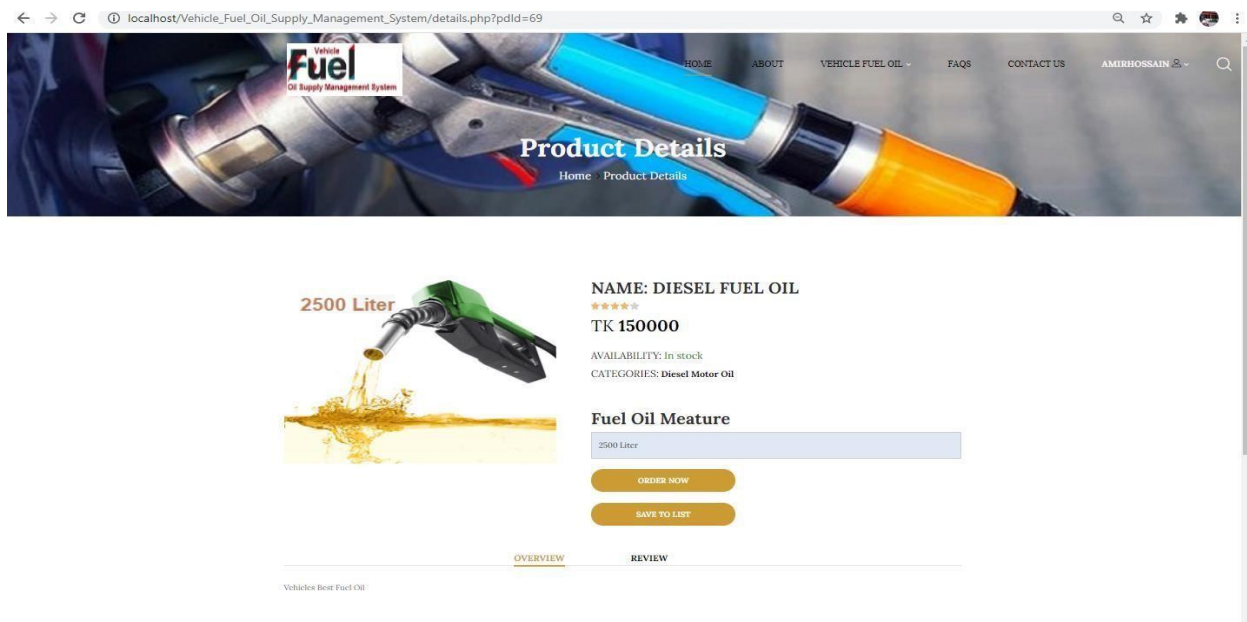 localhost/Vehicle_Fuel_Oil_Supply_Management_System/details.php?pdId=69
Vehicle
Fuel
Oil Supply Management System
HOME ABOUT VEHICLE FUEL OIL FAQS CONTACT US AMIRHOSSAIN
Product Details
Home > Product Details
2500 Liter
NAME: DIESEL FUEL OIL
TK 150000
AVAILABILITY: In stock
CATEGORIES: Diesel Motor Oil
Fuel Oil Meature
2500 Liter
ORDER NOW
SAVE TO LIST
OVERVIEW REVIEW
Vehicles Best Fuel Oil